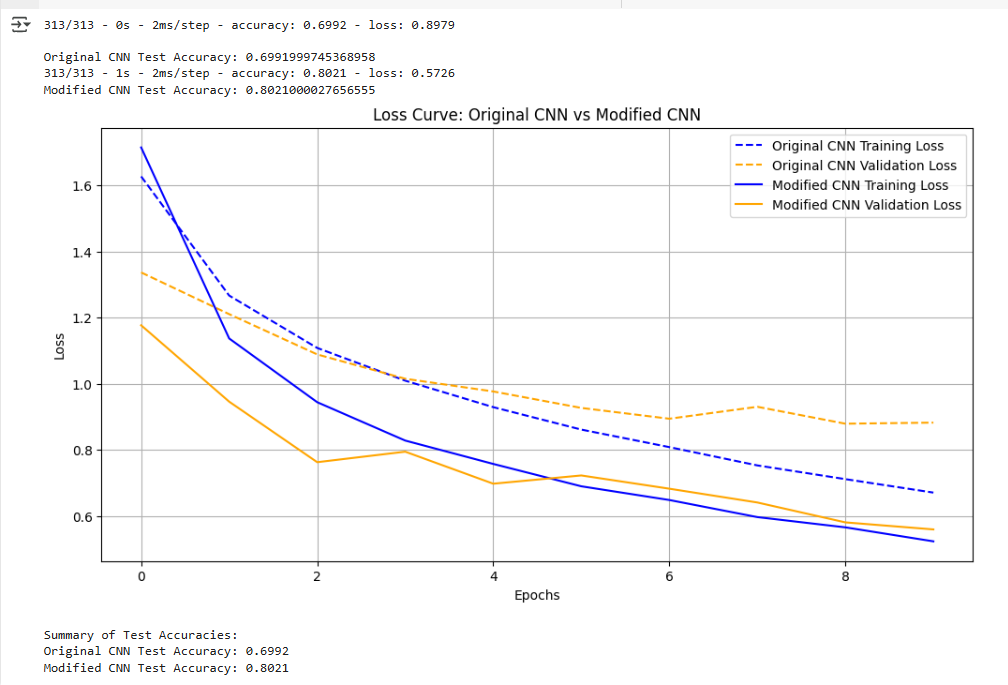 313/313 - 0s - 2ms/step - accuracy: 0.6992 - loss: 0.8979
Original CNN Test Accuracy: 0.6991999745368958
313/313 - 1s - 2ms/step - accuracy: 0.8021 - loss: 0.5726
Modified CNN Test Accuracy: 0.8021000027656555
Loss Curve: Original CNN vs Modified CNN
Original CNN Training Loss
Original CNN Validation Loss
Modified CNN Training Loss
Modified CNN Validation Loss
1.6
1.4
1.2
1.0
0.8
0.6
Loss
0 2 4 6 8
Epochs
Summary of Test Accuracies:
Original CNN Test Accuracy: 0.6992
Modified CNN Test Accuracy: 0.8021